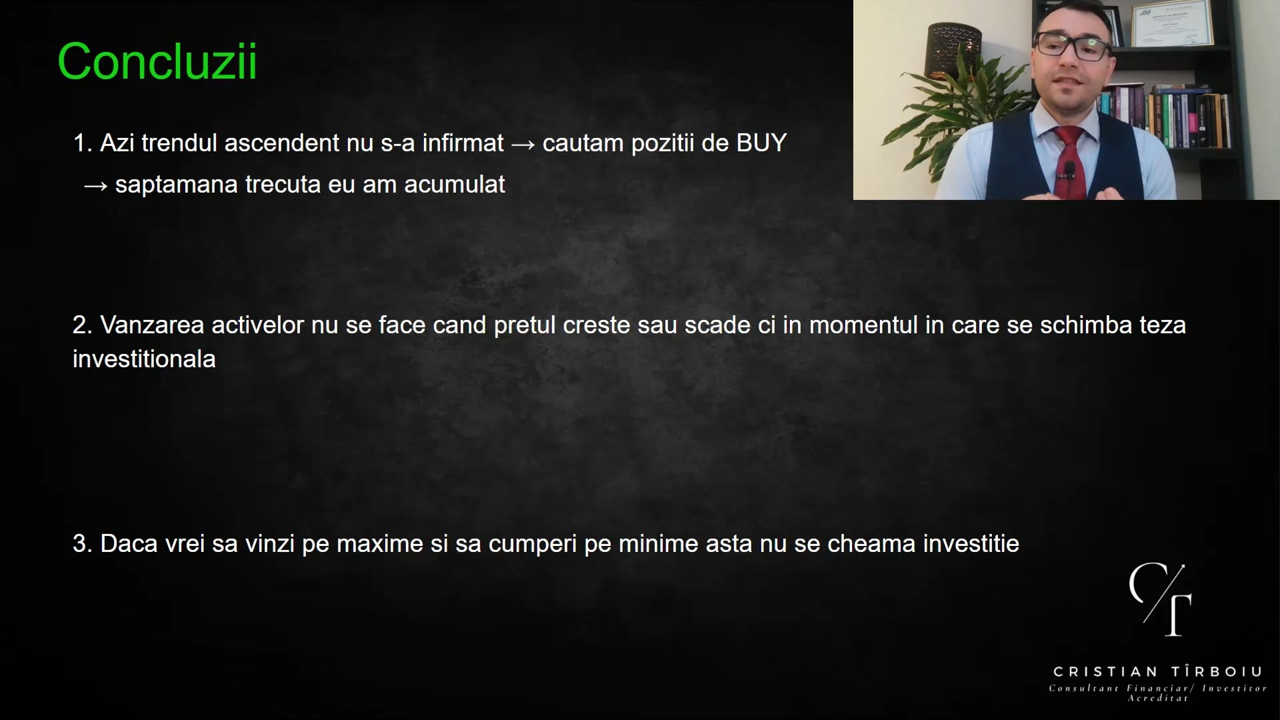 Concluzii
1. Azi trendul ascendent nu s-a infirmat → cautam pozitii de BUY
→ saptamana trecuta eu am acumulat
2. Vanzarea activelor nu se face cand pretul creste sau scade ci in momentul in care se schimba teza
investitionala
3. Daca vrei sa vinzi pe maxime si sa cumperi pe minime asta nu se cheama investitie
CT
CRISTIAN TÎRBOIU
Consultant Financiar/ Investitor
Acreditat